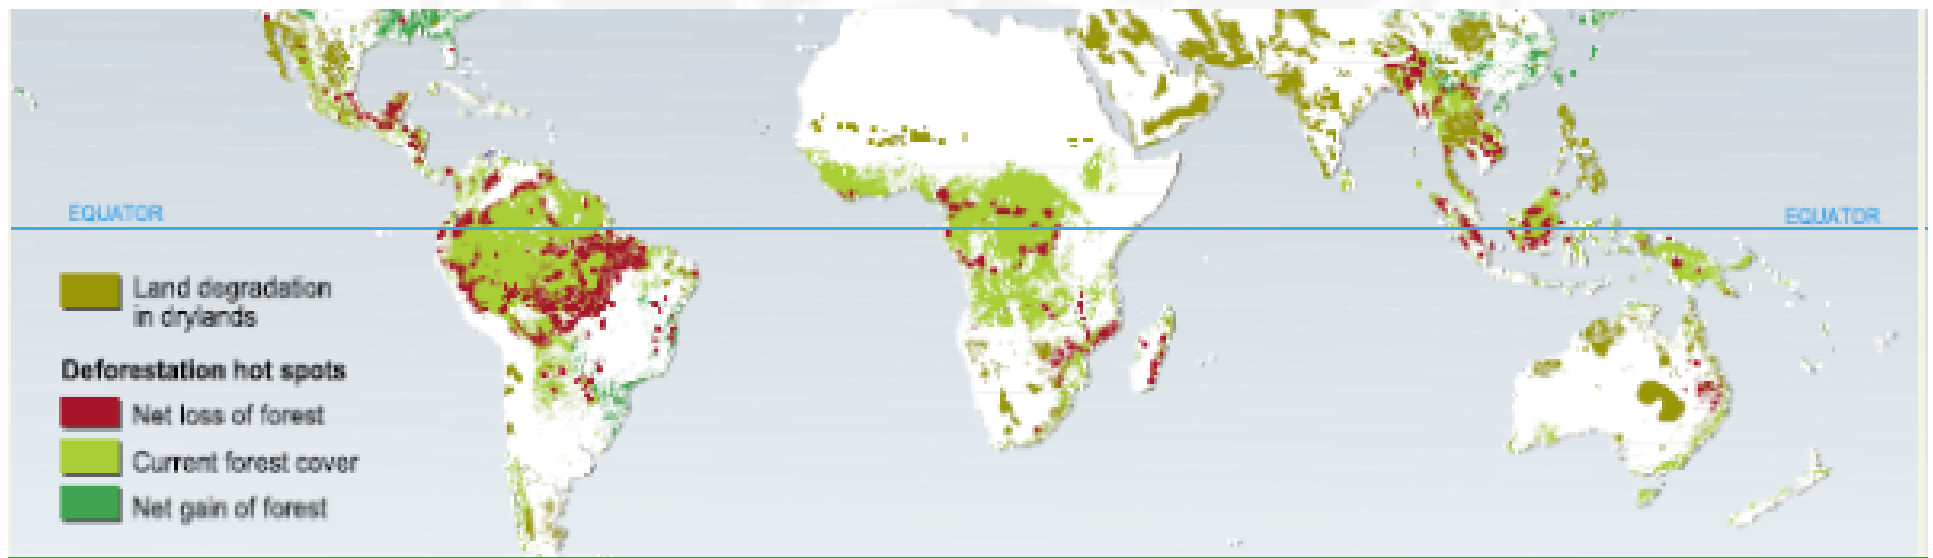 EQUATOR
EQUATOR
Land degradation
in drylands
Deforestation hot spots
Net loss of forest
Current forest cover
Net gain of forest